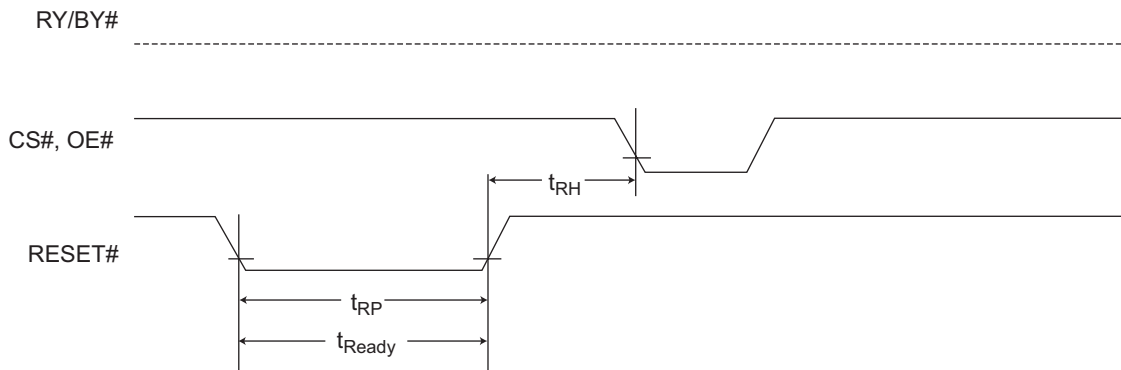 RY/BY#
CS#, OE#
tRH
RESET#
tRP
tReady